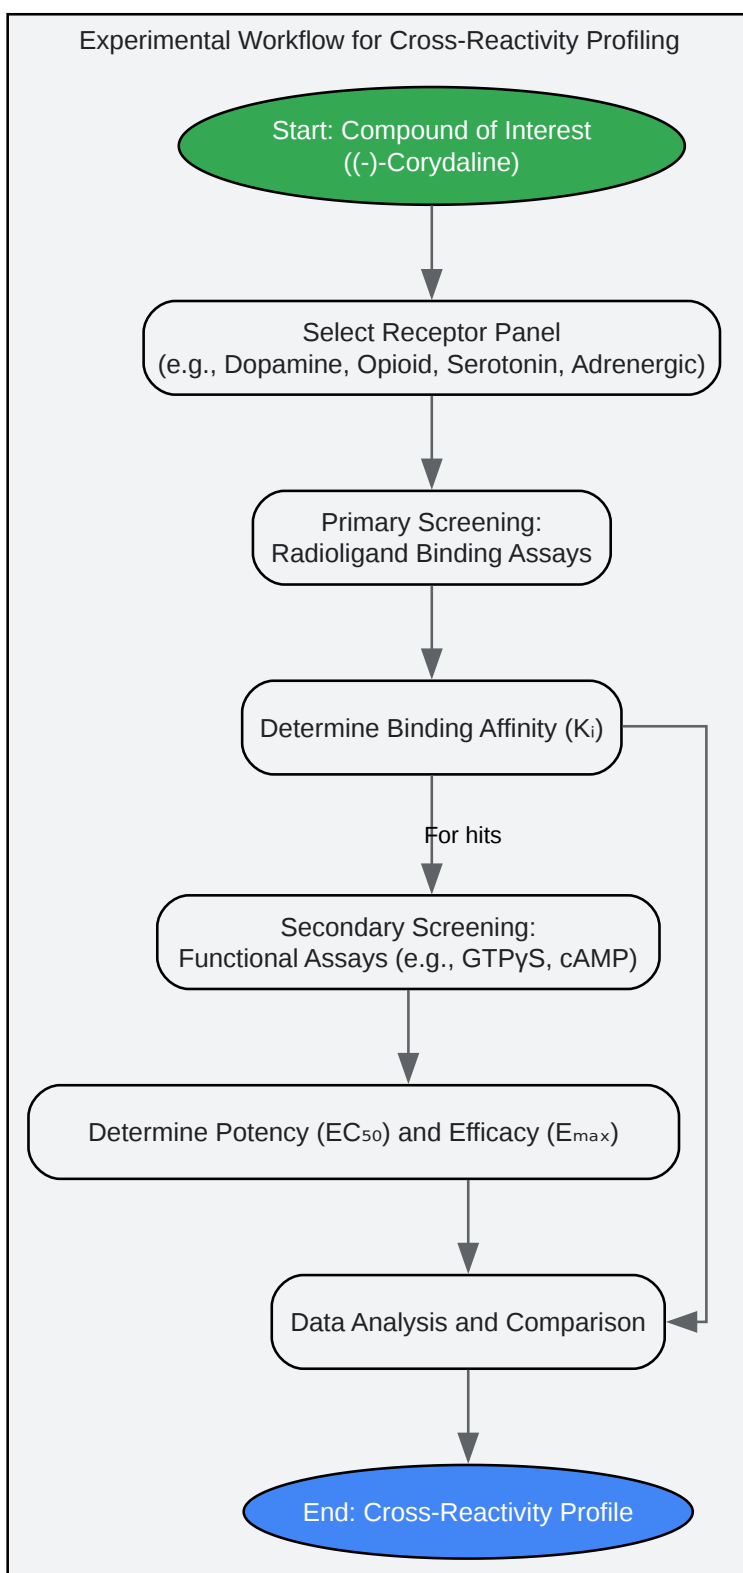 Experimental Workflow for Cross-Reactivity Profiling
Start: Compound of Interest
((-)-Corydaline)
Select Receptor Panel
(e.g., Dopamine, Opioid, Serotonin, Adrenergic)
Primary Screening:
Radioligand Binding Assays
Determine Binding Affinity (Kᵢ)
For hits
Secondary Screening:
Functional Assays (e.g., GTPγS, cAMP)
Determine Potency (EC₅₀) and Efficacy (Eₘₐₓ)
Data Analysis and Comparison
End: Cross-Reactivity Profile